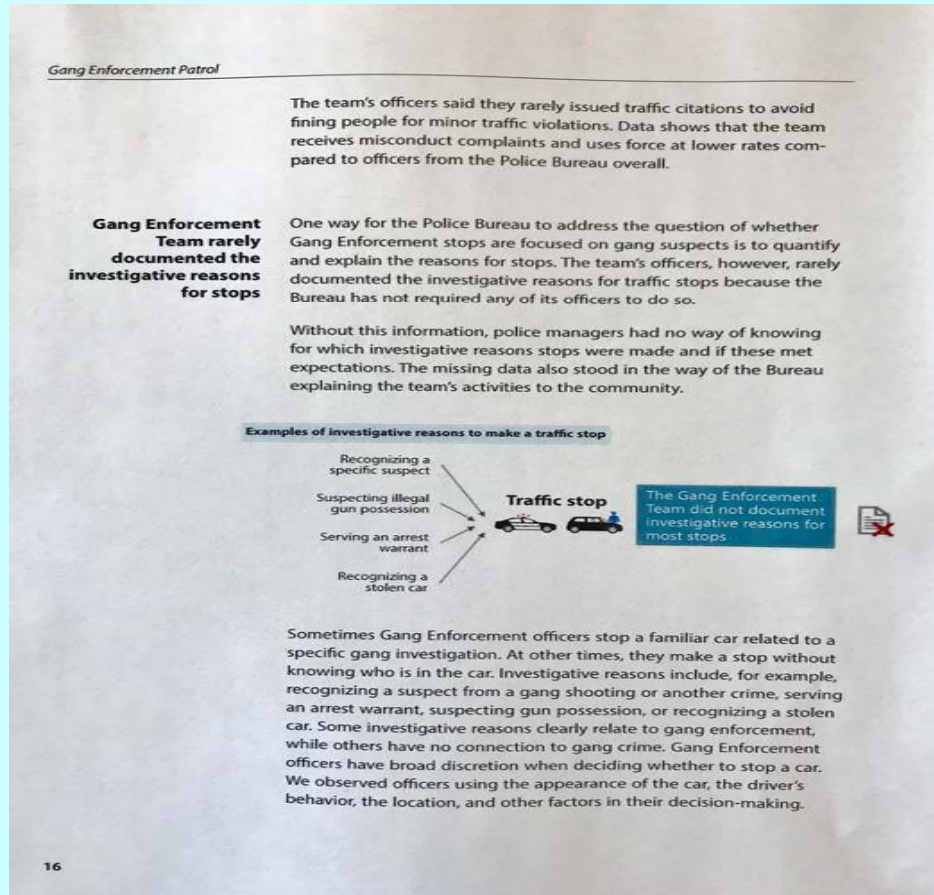 Gang Enforcement Patrol
The team's officers said they rarely issued traffic citations to avoid
fining people for minor traffic violations. Data shows that the team
receives misconduct complaints and uses force at lower rates com-
pared to officers from the Police Bureau overall.
Gang Enforcement
Team rarely
documented the
investigative reasons
for stops
One way for the Police Bureau to address the question of whether
Gang Enforcement stops are focused on gang suspects is to quantify
and explain the reasons for stops. The team's officers, however, rarely
documented the investigative reasons for traffic stops because the
Bureau has not required any of its officers to do so.
Without this information, police managers had no way of knowing
for which investigative reasons stops were made and if these met
expectations. The missing data also stood in the way of the Bureau
explaining the team's activities to the community.
Examples of investigative reasons to make a traffic stop
Recognizing a
specific suspect
Suspecting illegal
gun possession
Serving an arrest
warrant
Recognizing a
stolen car
Traffic stop
The Gang Enforcement
Team did not document
investigative reasons for
most stops
Sometimes Gang Enforcement officers stop a familiar car related to a
specific gang investigation. At other times, they make a stop without
knowing who is in the car. Investigative reasons include, for example,
recognizing a suspect from a gang shooting or another crime, serving
an arrest warrant, suspecting gun possession, or recognizing a stolen
car. Some investigative reasons clearly relate to gang enforcement,
while others have no connection to gang crime. Gang Enforcement
officers have broad discretion when deciding whether to stop a car.
We observed officers using the appearance of the car, the driver's
behavior, the location, and other factors in their decision-making.
16